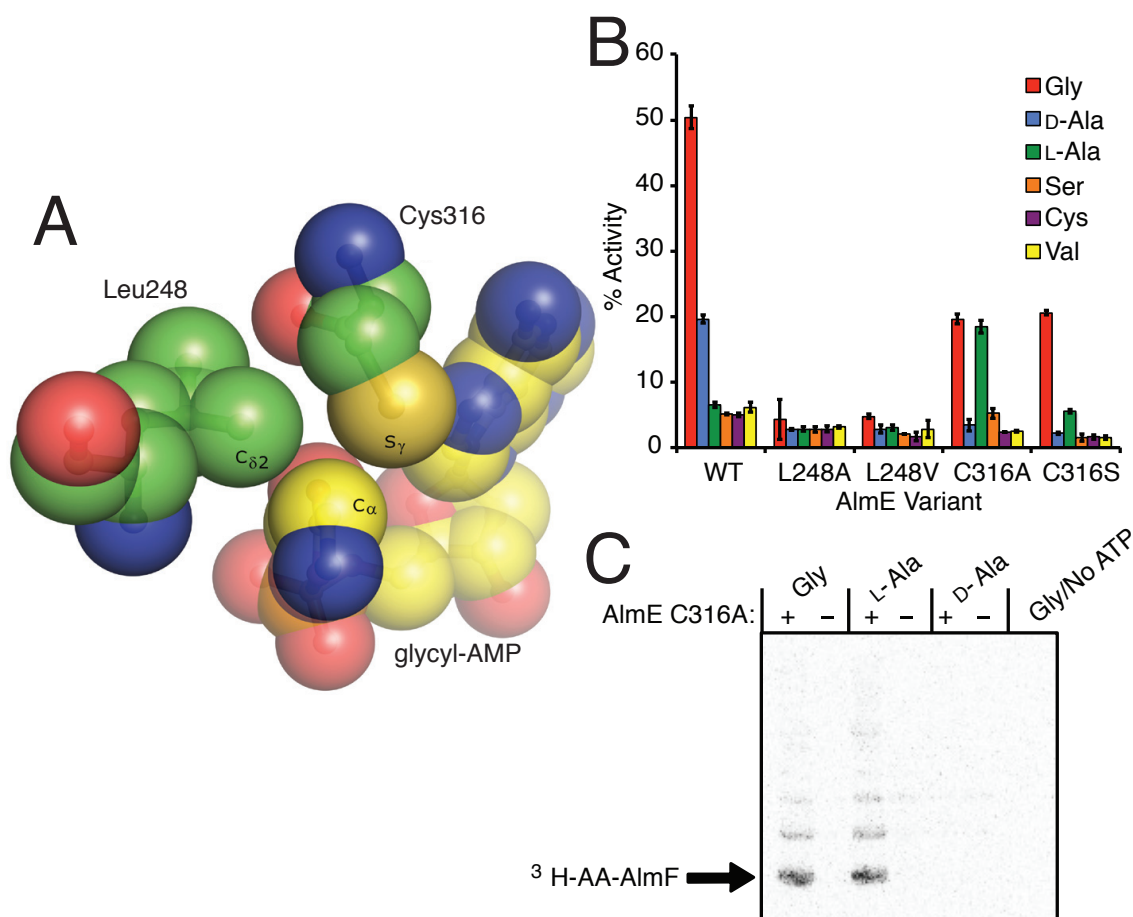 A
Cys316
Leu248
Sγ
Cδ2
Cα
glycyl-AMP
B
% Activity
60
50
40
30
20
10
0
Gly
D-Ala
L-Ala
Ser
Cys
Val
WT L248A L248V C316A C316S
AlmE Variant
C
Gly L-Ala D-Ala Gly/No ATP
AlmE C316A: + – + – + –
³ H-AA-AlmF